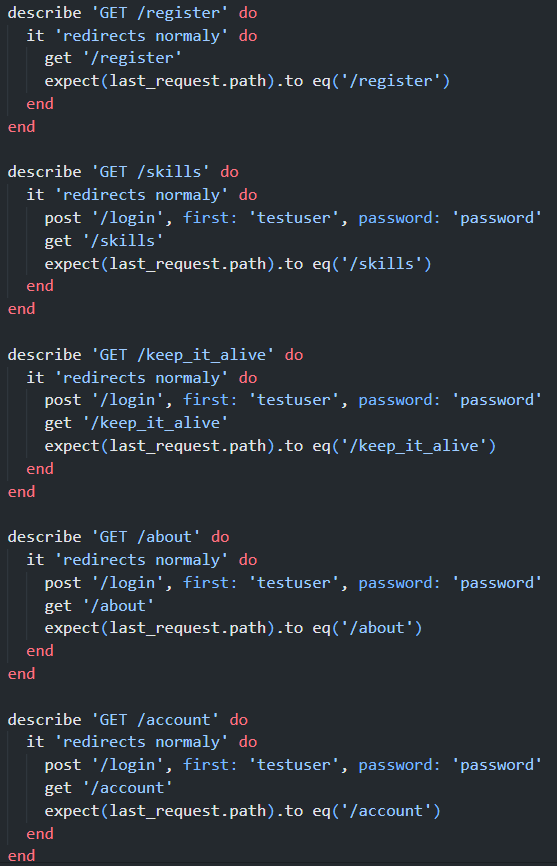 describe 'GET /register' do
  it 'redirects normaly' do
    get '/register'
    expect(last_request.path).to eq('/register')
  end
end

describe 'GET /skills' do
  it 'redirects normaly' do
    post '/login', first: 'testuser', password: 'password'
    get '/skills'
    expect(last_request.path).to eq('/skills')
  end
end

describe 'GET /keep_it_alive' do
  it 'redirects normaly' do
    post '/login', first: 'testuser', password: 'password'
    get '/keep_it_alive'
    expect(last_request.path).to eq('/keep_it_alive')
  end
end

describe 'GET /about' do
  it 'redirects normaly' do
    post '/login', first: 'testuser', password: 'password'
    get '/about'
    expect(last_request.path).to eq('/about')
  end
end

describe 'GET /account' do
  it 'redirects normaly' do
    post '/login', first: 'testuser', password: 'password'
    get '/account'
    expect(last_request.path).to eq('/account')
  end
end